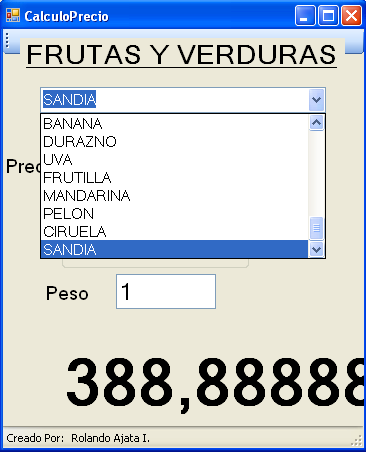 CalculoPrecio
FRUTAS Y VERDURAS
SANDIA
BANANA
DURAZNO
UVA
FRUTILLA
MANDARINA
PELON
CIRUELA
SANDIA
Peso 1
388,88888
Creado Por: Rolando Ajata I.